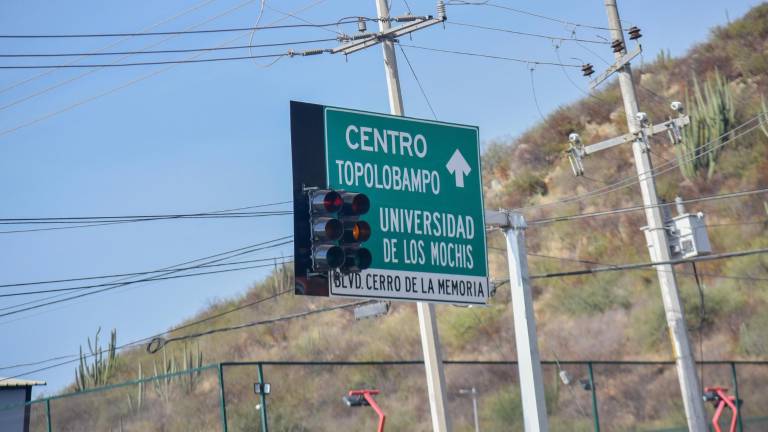 CENTRO
TOPOLOBAMPO
UNIVERSIDAD
DE LOS MOCHIS
BLVD. CERRO DE LA MEMORIA